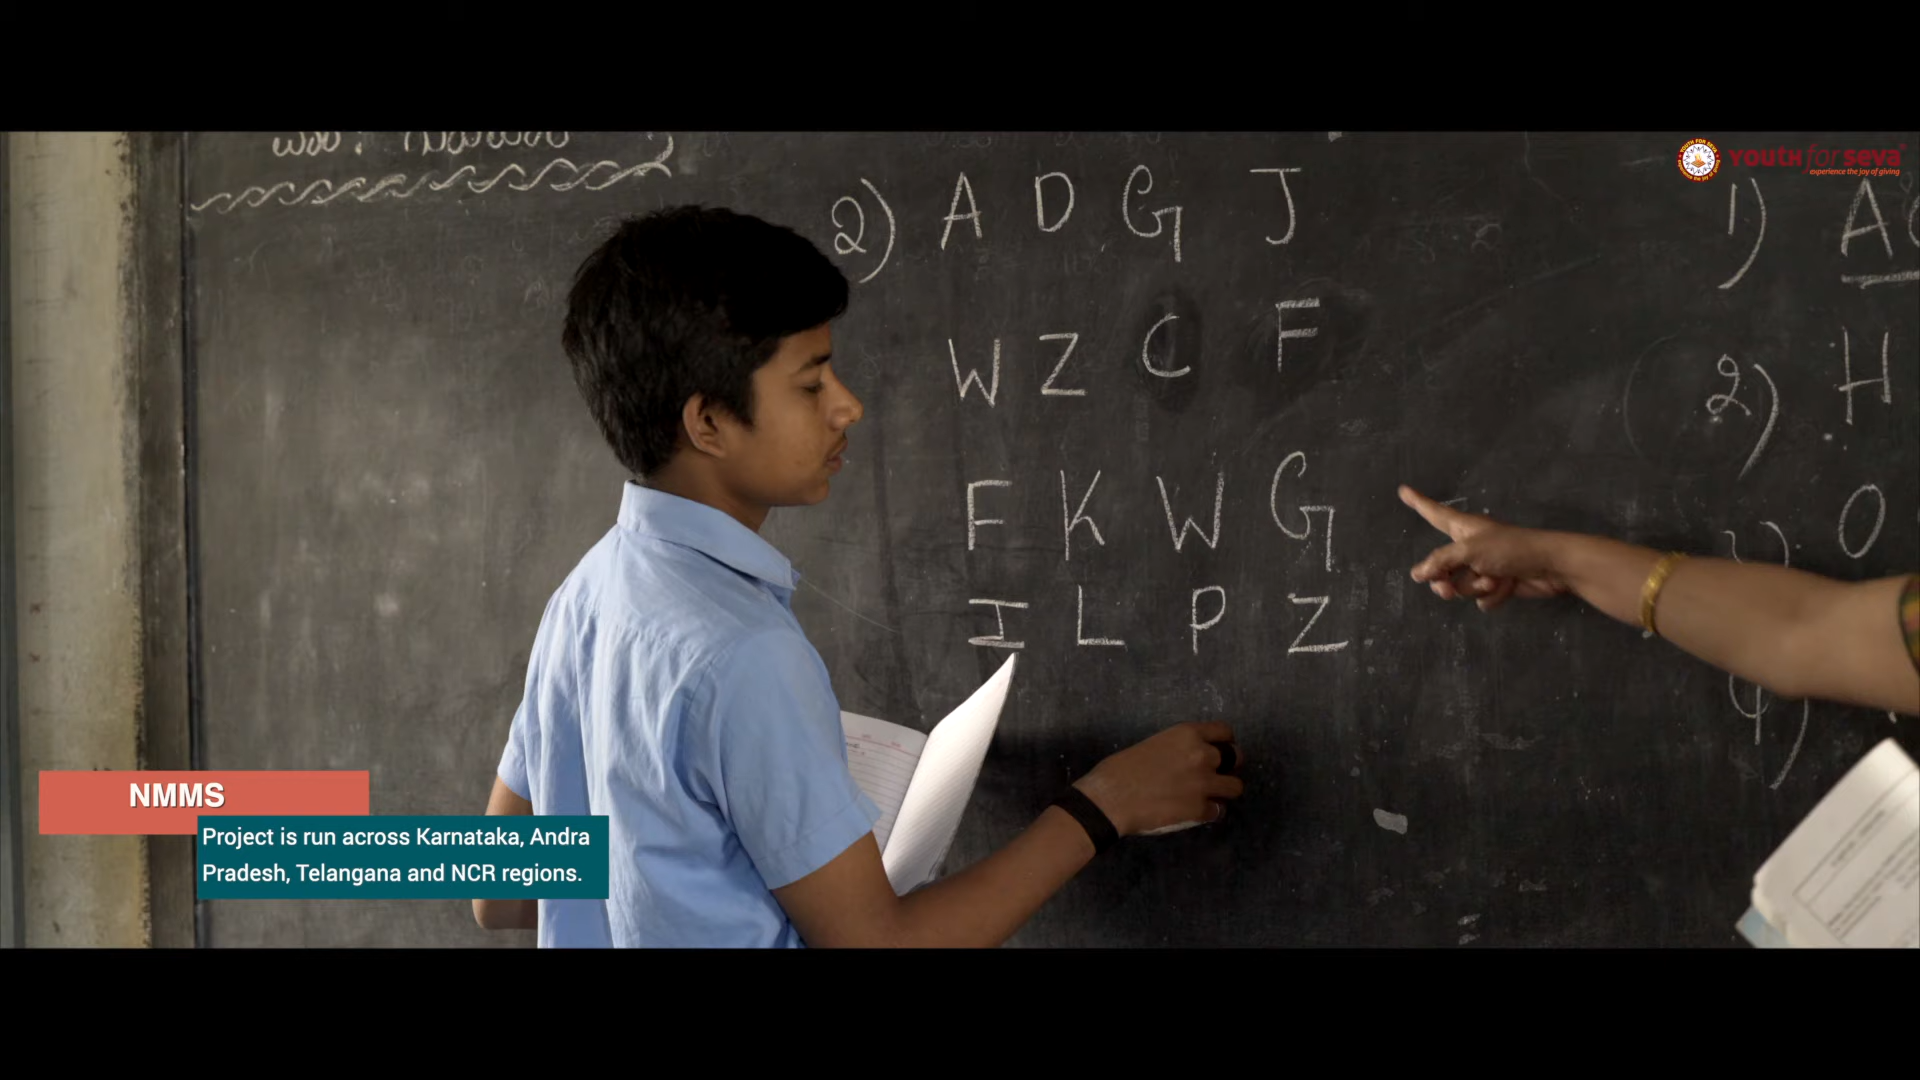 YOUTH for SEVA
experience the joy of giving
2) A D G J
W Z C F
F K W G
I L P Z
1) A
2) H
O
NMMS
Project is run across Karnataka, Andra
Pradesh, Telangana and NCR regions.